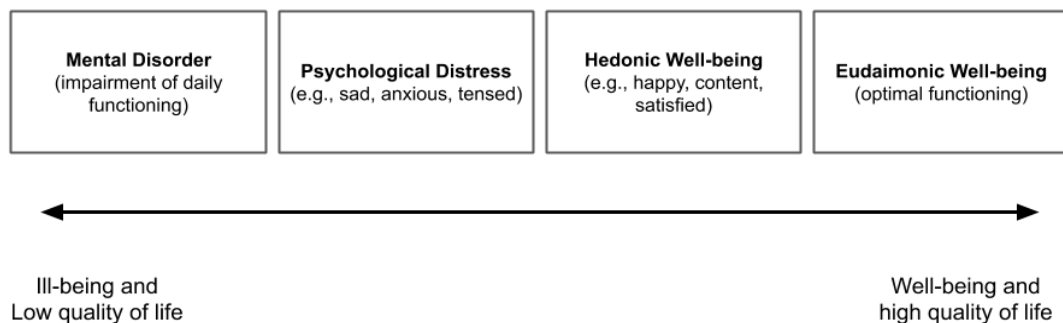 Mental Disorder
(impairment of daily
functioning)
Psychological Distress
(e.g., sad, anxious, tensed)
Hedonic Well-being
(e.g., happy, content,
satisfied)
Eudaimonic Well-being
(optimal functioning)
Ill-being and
Low quality of life
Well-being and
high quality of life